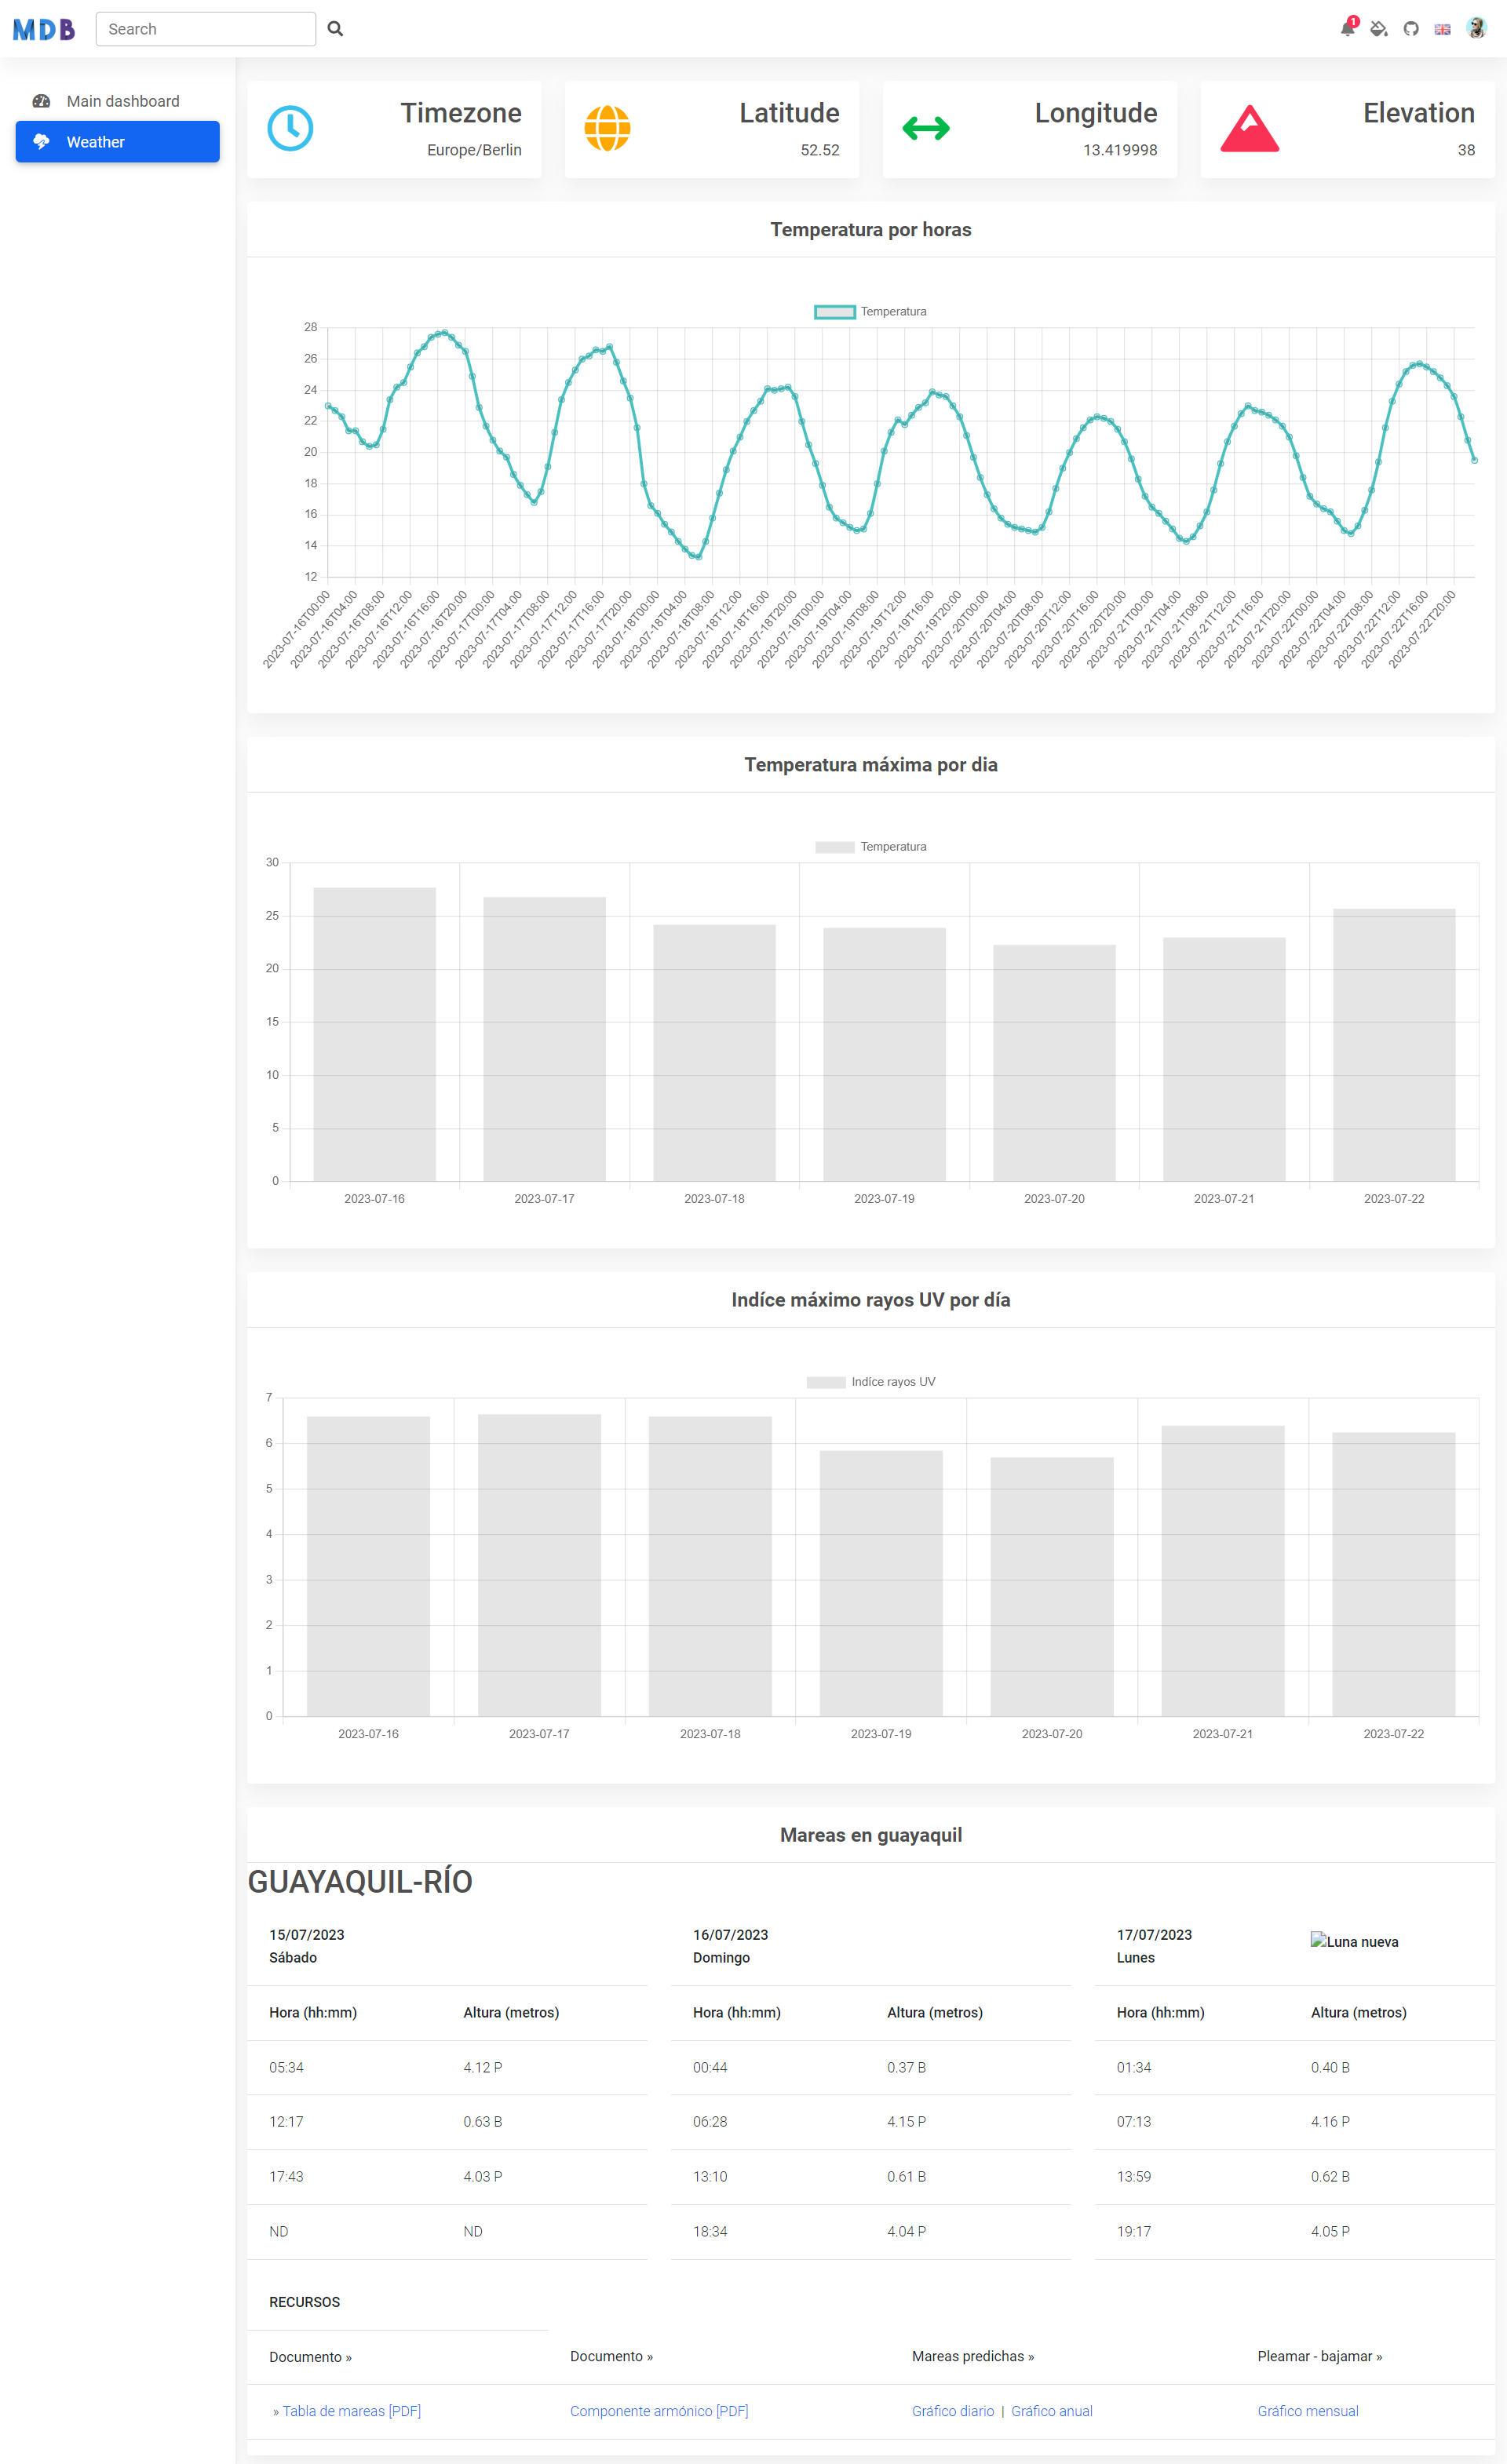 MDB
Search
1
Main dashboard
Weather
Timezone
Europe/Berlin
Latitude
52.52
Longitude
13.419998
Elevation
38
Temperatura por horas
Temperatura
28
26
24
22
20
18
16
14
12
2023-07-16T00:00
2023-07-16T04:00
2023-07-16T08:00
2023-07-16T12:00
2023-07-16T16:00
2023-07-16T20:00
2023-07-17T00:00
2023-07-17T04:00
2023-07-17T08:00
2023-07-17T12:00
2023-07-17T16:00
2023-07-17T20:00
2023-07-18T00:00
2023-07-18T04:00
2023-07-18T08:00
2023-07-18T12:00
2023-07-18T16:00
2023-07-18T20:00
2023-07-19T00:00
2023-07-19T04:00
2023-07-19T08:00
2023-07-19T12:00
2023-07-19T16:00
2023-07-19T20:00
2023-07-20T00:00
2023-07-20T04:00
2023-07-20T08:00
2023-07-20T12:00
2023-07-20T16:00
2023-07-20T20:00
2023-07-21T00:00
2023-07-21T04:00
2023-07-21T08:00
2023-07-21T12:00
2023-07-21T16:00
2023-07-21T20:00
2023-07-22T00:00
2023-07-22T04:00
2023-07-22T08:00
2023-07-22T12:00
2023-07-22T16:00
2023-07-22T20:00
Temperatura máxima por dia
Temperatura
30
25
20
15
10
5
0
2023-07-16 2023-07-17 2023-07-18 2023-07-19 2023-07-20 2023-07-21 2023-07-22
Indíce máximo rayos UV por día
Indíce rayos UV
7
6
5
4
3
2
1
0
2023-07-16 2023-07-17 2023-07-18 2023-07-19 2023-07-20 2023-07-21 2023-07-22
Mareas en guayaquil
GUAYAQUIL-RÍO
15/07/2023
Sábado
Hora (hh:mm) Altura (metros)
05:34 4.12 P
12:17 0.63 B
17:43 4.03 P
ND ND
16/07/2023
Domingo
Hora (hh:mm) Altura (metros)
00:44 0.37 B
06:28 4.15 P
13:10 0.61 B
18:34 4.04 P
17/07/2023
Lunes
Luna nueva
Hora (hh:mm) Altura (metros)
01:34 0.40 B
07:13 4.16 P
13:59 0.62 B
19:17 4.05 P
RECURSOS
Documento » Documento » Mareas predichas » Pleamar - bajamar »
» Tabla de mareas [PDF] Componente armónico [PDF] Gráfico diario | Gráfico anual Gráfico mensual